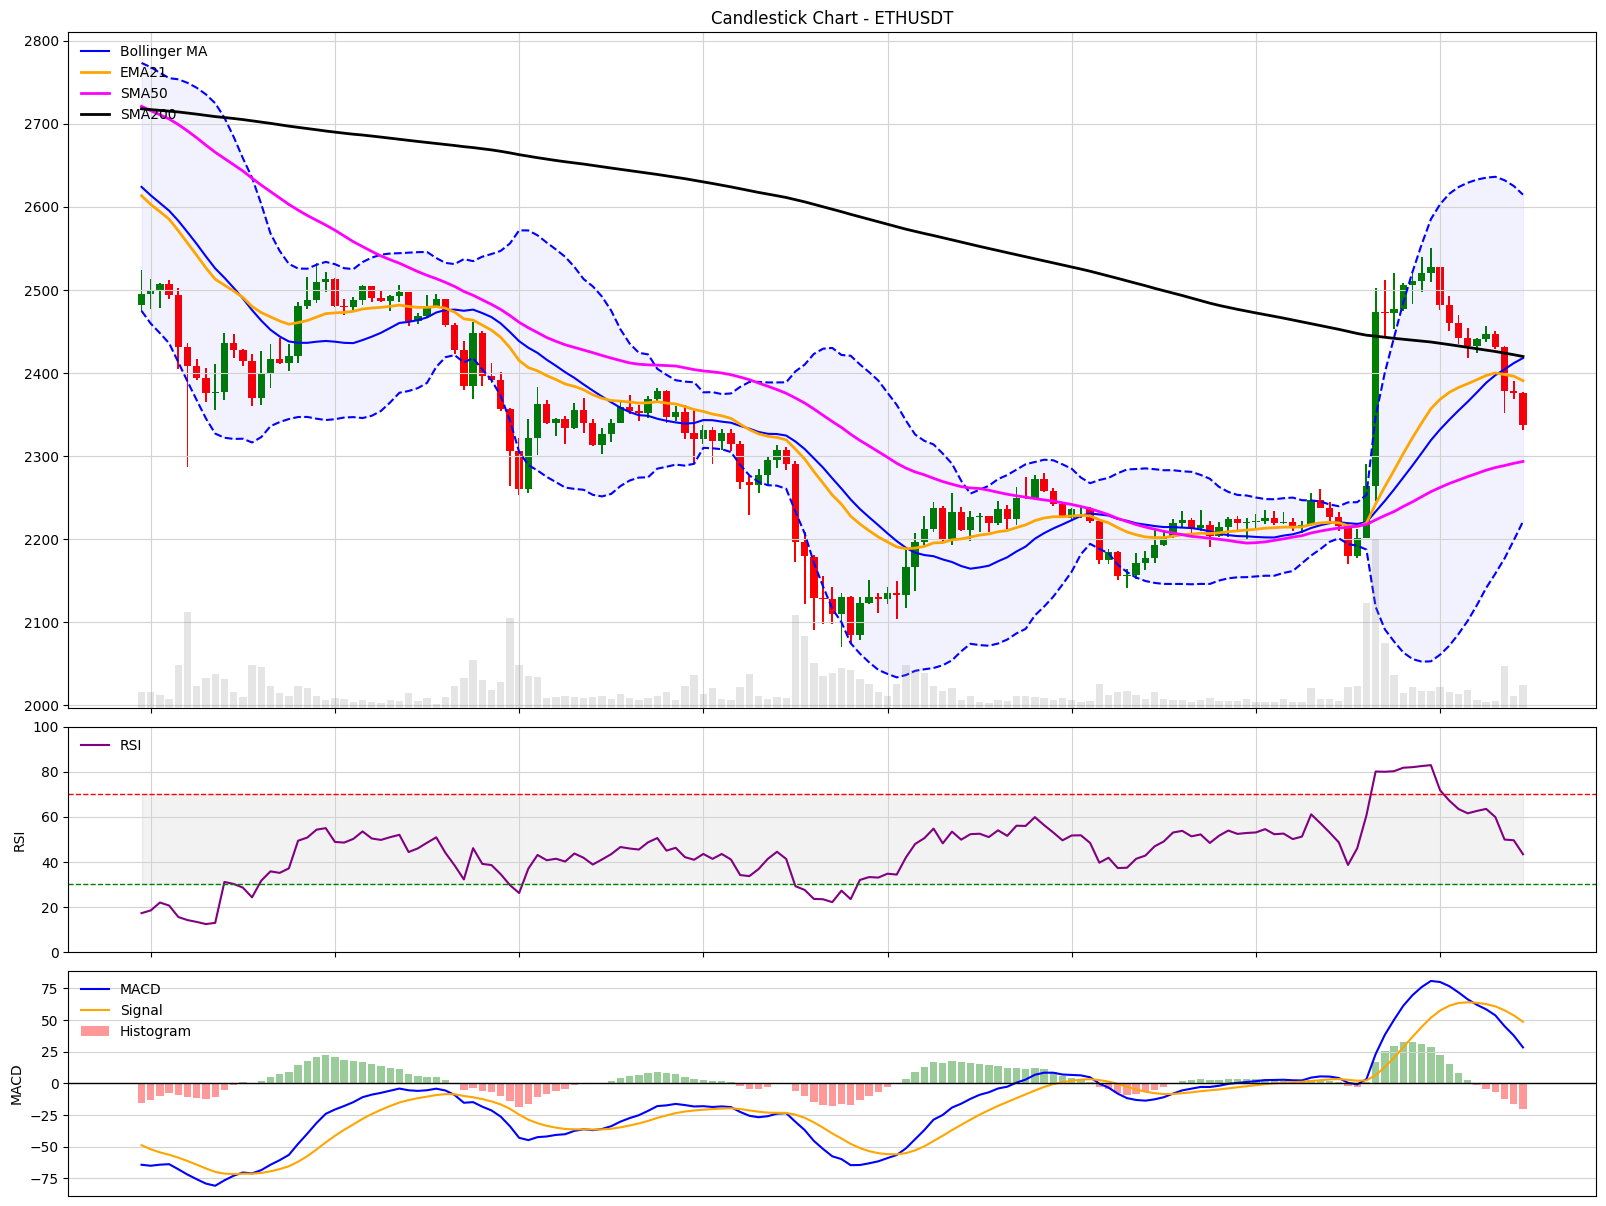 Candlestick Chart - ETHUSDT
2800
2700
2600
2500
2400
2300
2200
2100
2000
Bollinger MA
EMA21
SMA50
SMA200
100
80
60
40
20
0
RSI
RSI
75
50
25
0
−25
−50
−75
MACD
MACD
Signal
Histogram